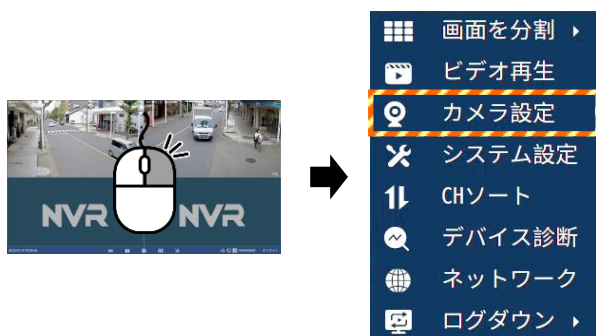 NVR NVR
画面を分割
ビデオ再生
カメラ設定
システム設定
CHソート
デバイス診断
ネットワーク
ログダウン